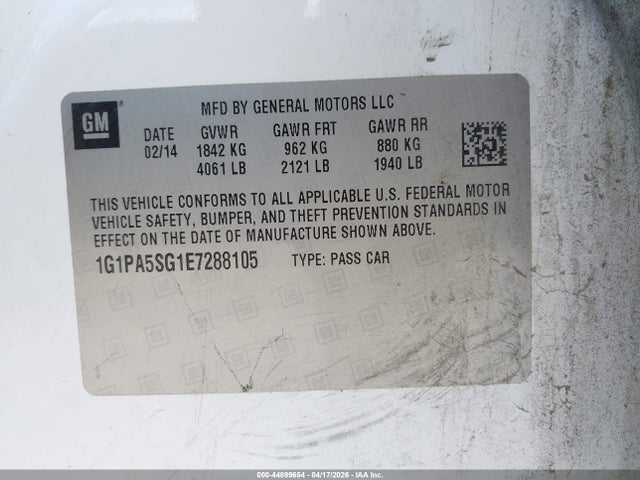 GM
MFD BY GENERAL MOTORS LLC
DATE GVWR GAWR FRT GAWR RR
02/14 1842 KG 962 KG 880 KG
4061 LB 2121 LB 1940 LB
THIS VEHICLE CONFORMS TO ALL APPLICABLE U.S. FEDERAL MOTOR
VEHICLE SAFETY, BUMPER, AND THEFT PREVENTION STANDARDS IN
EFFECT ON THE DATE OF MANUFACTURE SHOWN ABOVE.
1G1PA5SG1E7288105 TYPE: PASS CAR
000-44899654 - 04/17/2026 - IAA Inc.